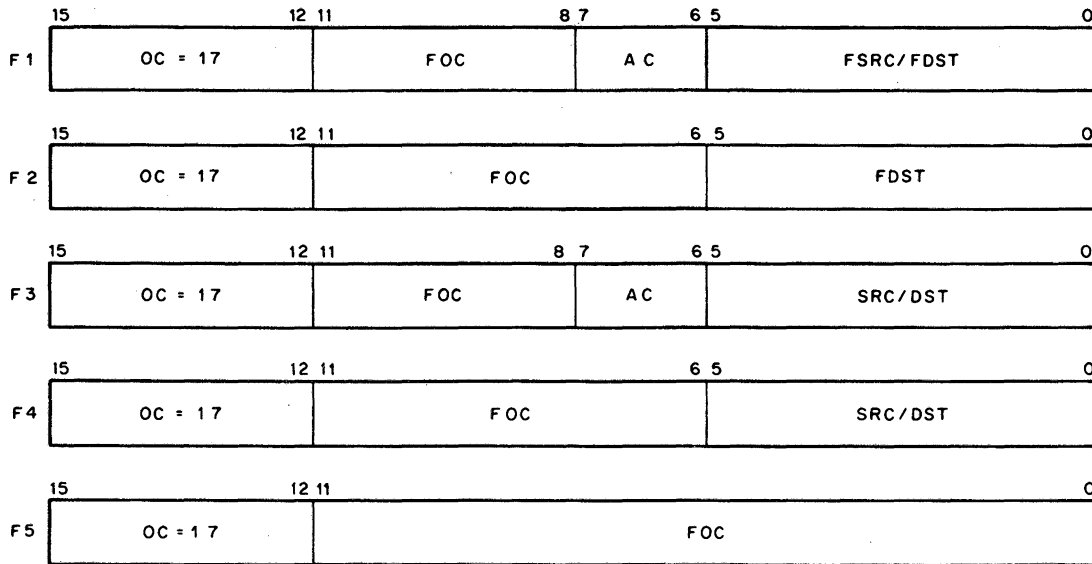 15 12 11 8 7 6 5 0
F1 OC = 17 FOC AC FSRC/FDST
15 12 11 6 5 0
F2 OC = 17 FOC FDST
15 12 11 8 7 6 5 0
F3 OC = 17 FOC AC SRC/DST
15 12 11 6 5 0
F4 OC = 17 FOC SRC/DST
15 12 11 0
F5 OC = 17 FOC